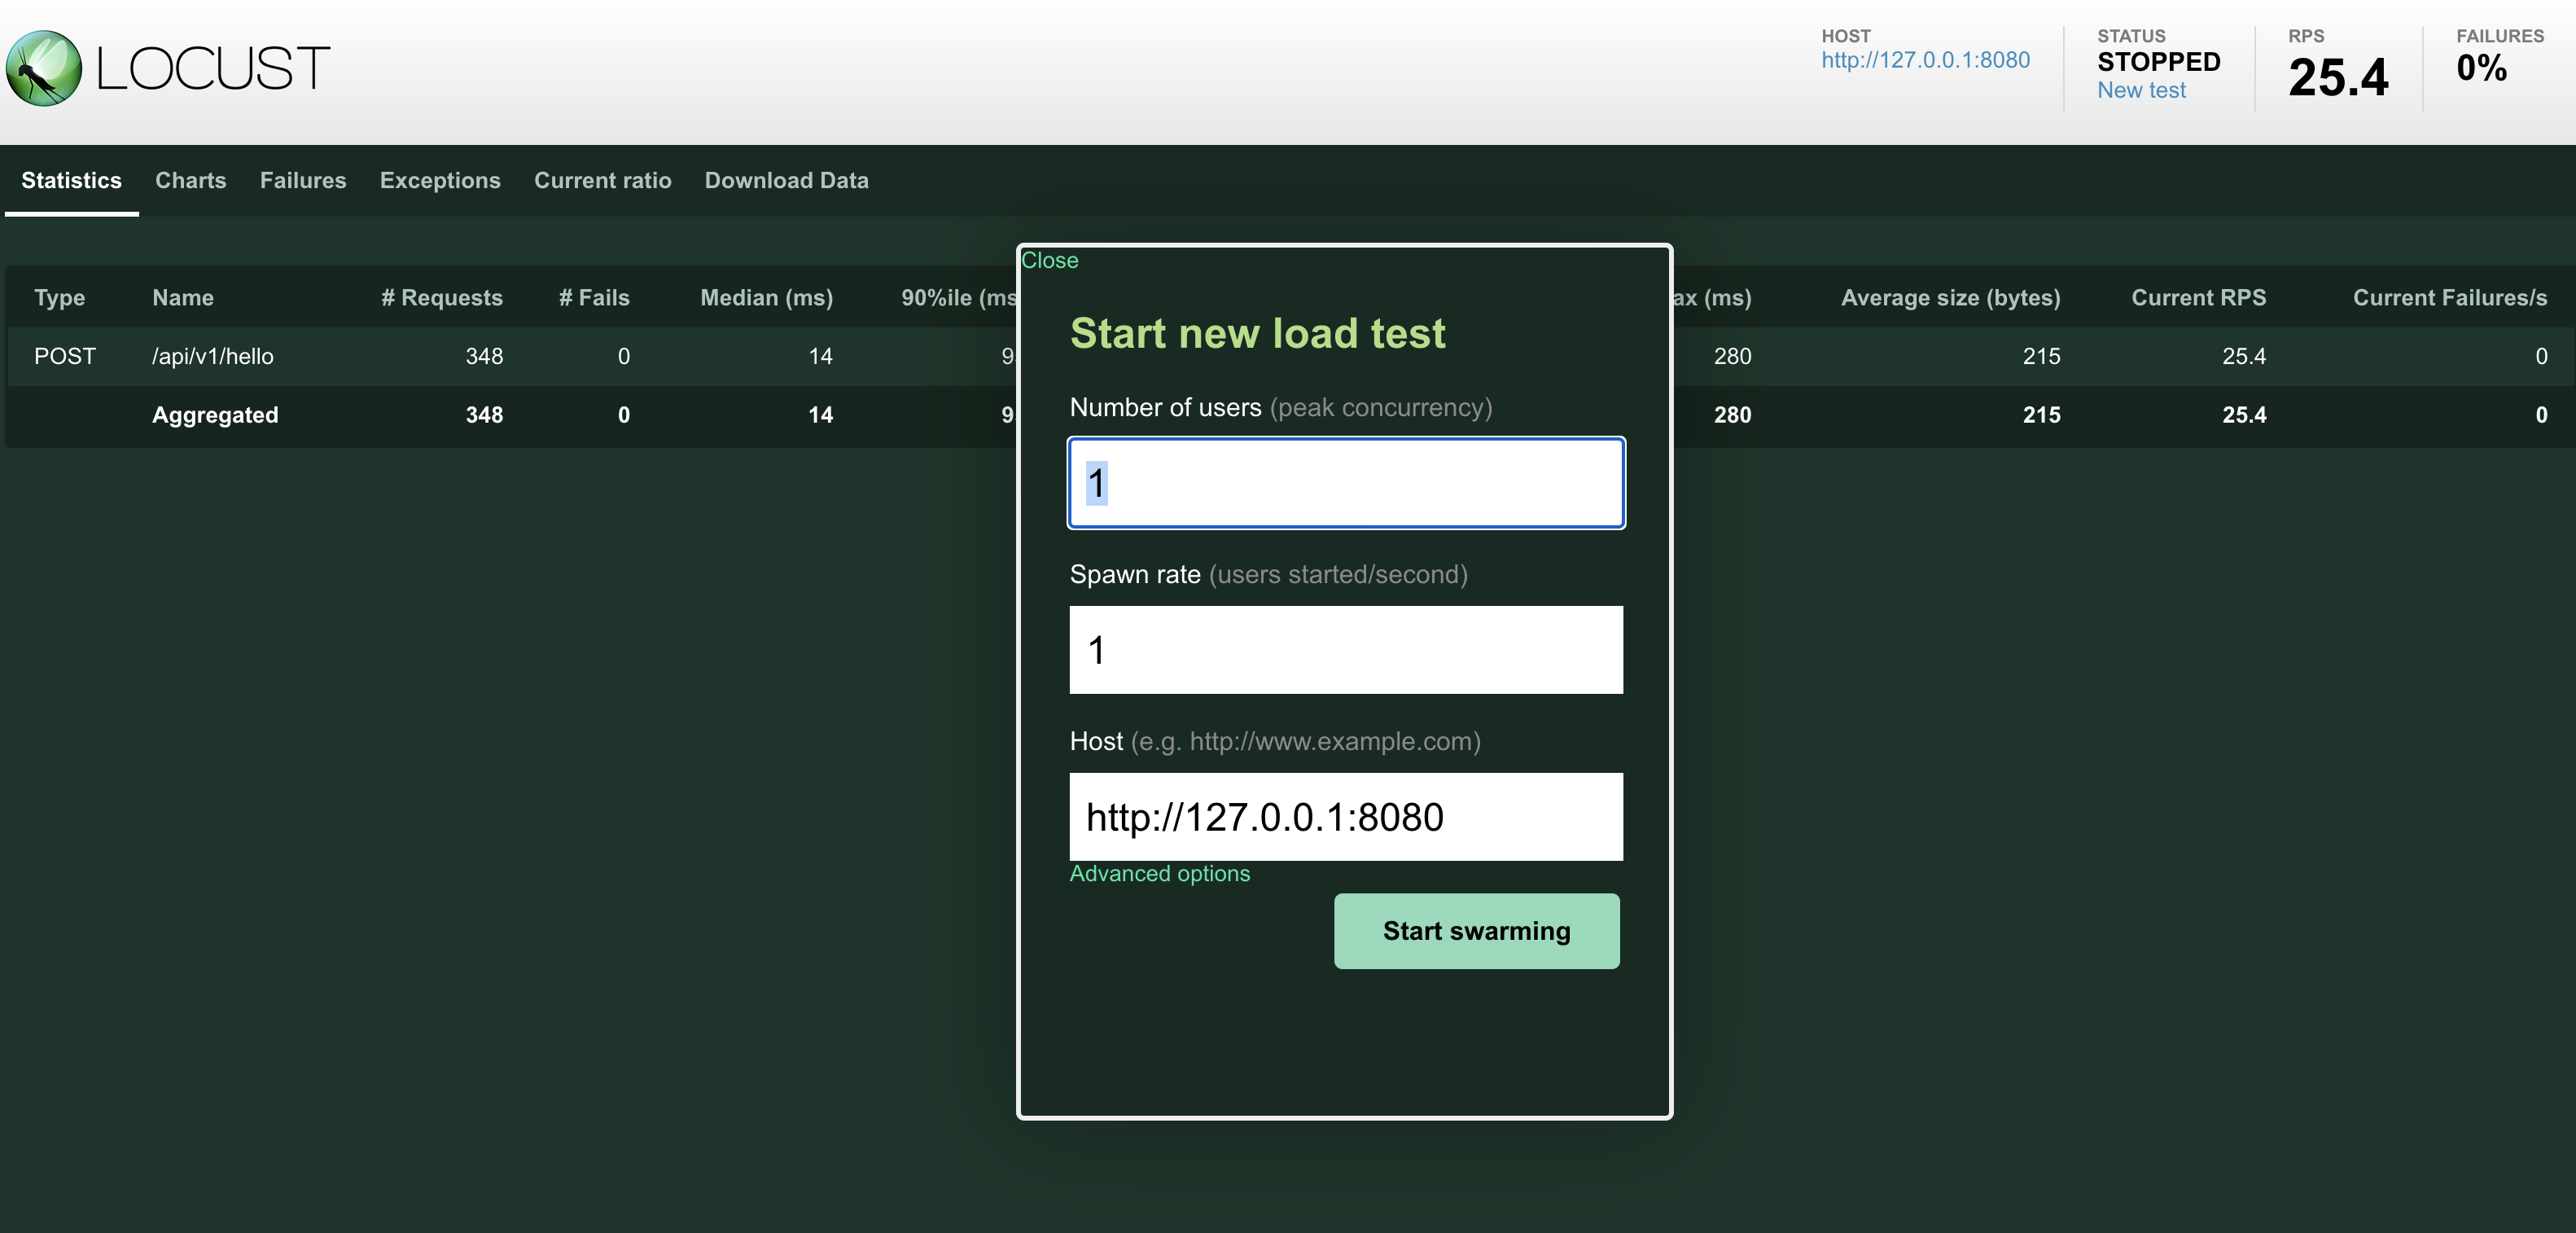 LOCUST
HOST
http://127.0.0.1:8080
STATUS
STOPPED
New test
RPS
25.4
FAILURES
0%
Statistics Charts Failures Exceptions Current ratio Download Data
Type Name # Requests # Fails Median (ms) 90%ile (ms ax (ms) Average size (bytes) Current RPS Current Failures/s
POST /api/v1/hello 348 0 14 9 280 215 25.4 0
Aggregated 348 0 14 9 280 215 25.4 0
Close
Start new load test
Number of users (peak concurrency)
1
Spawn rate (users started/second)
1
Host (e.g. http://www.example.com)
http://127.0.0.1:8080
Advanced options
Start swarming